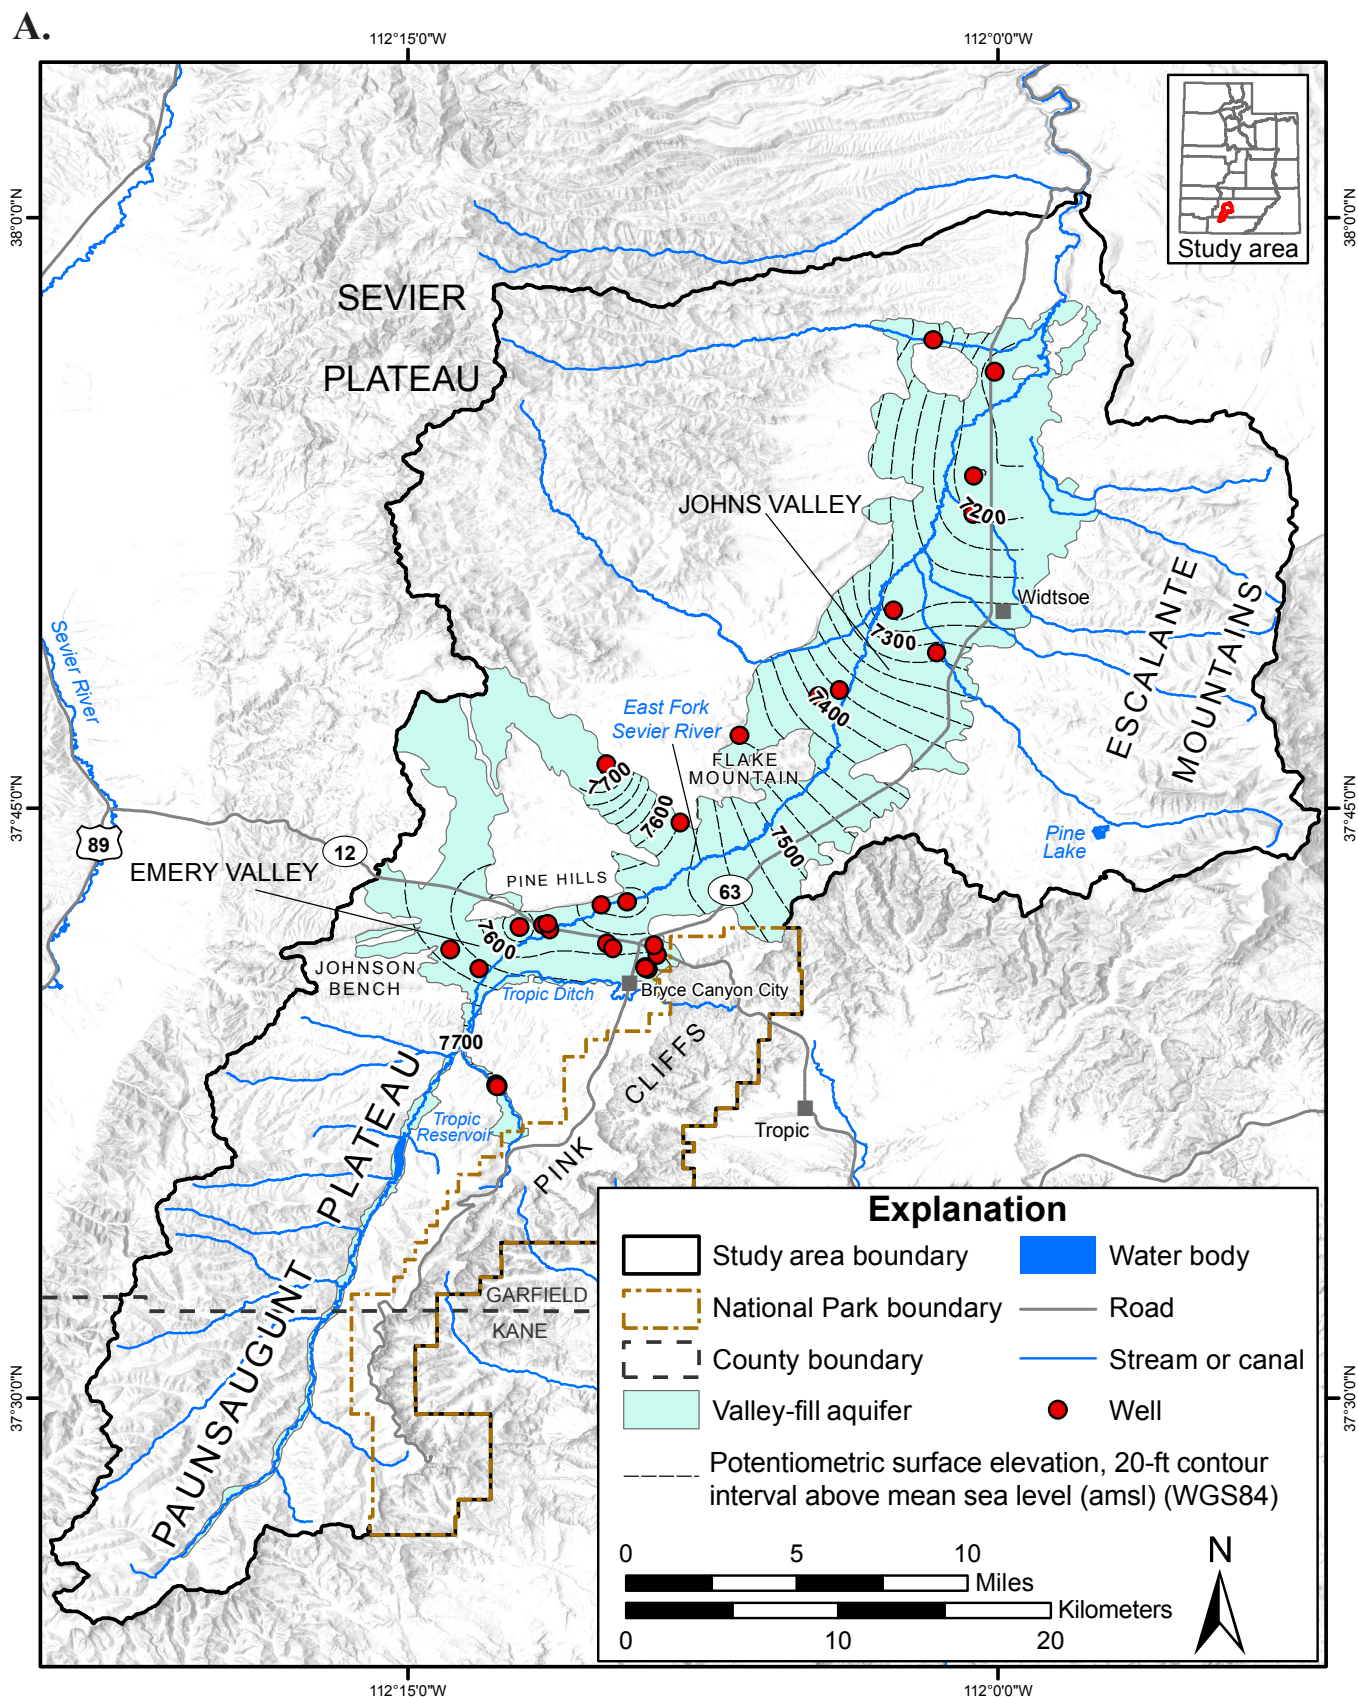 A.
112°15'0"W
112°0'0"W
38°0'0"N
38°0'0"N
Study area
SEVIER
PLATEAU
JOHNS VALLEY
7200
Widtsoe
ESCALANTE
MOUNTAINS
7300
Sevier River
7400
East Fork
Sevier River
FLAKE
MOUNTAIN
7700
7600
7500
37°45'0"N
37°45'0"N
89
12
Pine
Lake
EMERY VALLEY
PINE HILLS
63
7600
JOHNSON
BENCH
Tropic Ditch
Bryce Canyon City
7700
PINK
CLIFFS
Tropic
Reservoir
Tropic
PAUNSAUGUNT
PLATEAU
GARFIELD
KANE
37°30'0"N
37°30'0"N
Explanation
Study area boundary
Water body
National Park boundary
Road
County boundary
Stream or canal
Valley-fill aquifer
Well
Potentiometric surface elevation, 20-ft contour
interval above mean sea level (amsl) (WGS84)
0 5 10
Miles
Kilometers
0 10 20
N
112°15'0"W
112°0'0"W